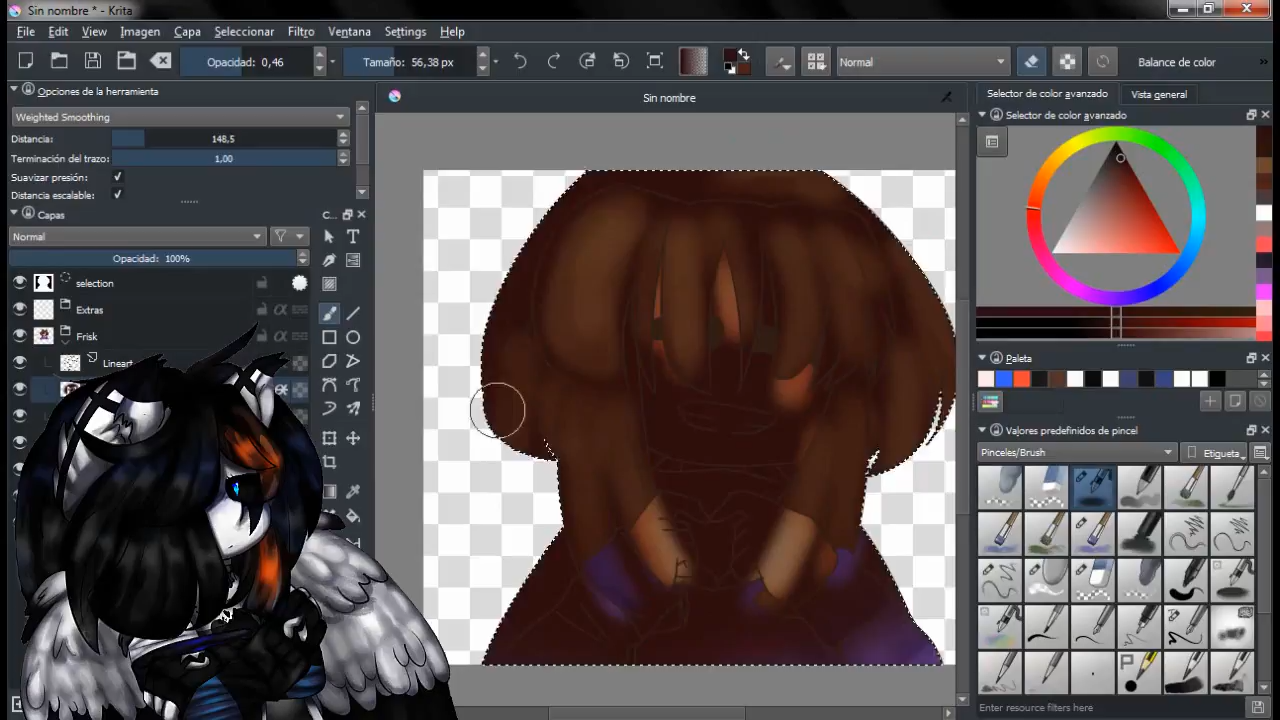 Sin nombre * - Krita
File Edit View Imagen Capa Seleccionar Filtro Ventana Settings Help
Opacidad: 0,46
Tamaño: 56,38 px
Normal
Balance de color
»
Opciones de la herramienta
Weighted Smoothing
Distancia: 148,5
Terminación del trazo: 1,00
Suavizar presión:
Distancia escalable:
Capas
C...
Normal
Opacidad: 100%
selection
Extras
Frisk
Lineart
Sin nombre
Selector de color avanzado
Vista general
Selector de color avanzado
Paleta
Valores predefinidos de pincel
Pinceles/Brush
Etiqueta
Enter resource filters here